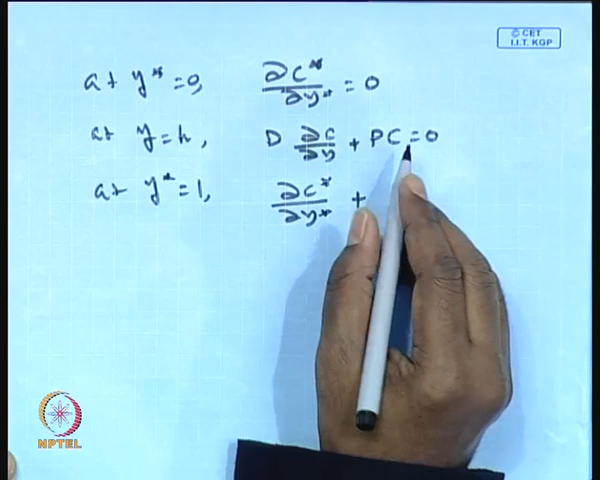 © CET
I.I.T. KGP
at y* = 0, ∂c*/∂y* = 0
at y = h, D ∂c/∂y + PC = 0
at y* = 1, ∂c*/∂y* +
NPTEL